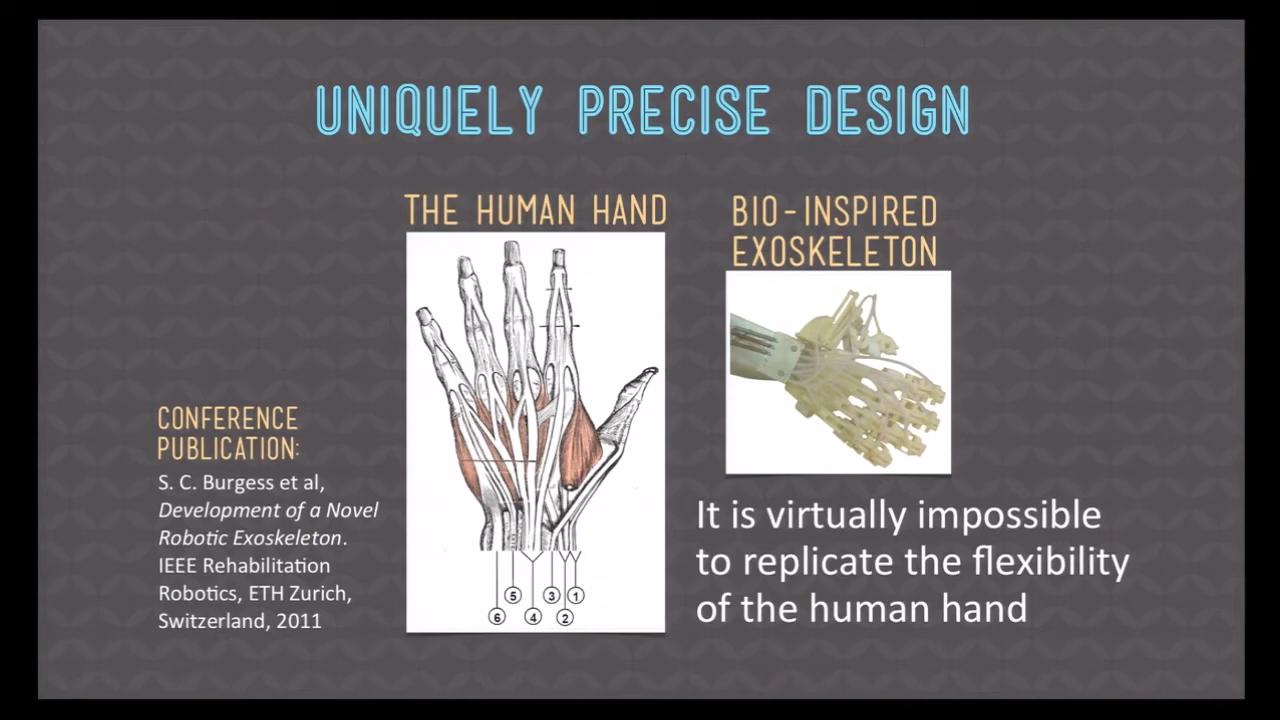 UNIQUELY PRECISE DESIGN
THE HUMAN HAND
BIO-INSPIRED
EXOSKELETON
CONFERENCE
PUBLICATION:
S. C. Burgess et al,
Development of a Novel
Robotic Exoskeleton.
IEEE Rehabilitation
Robotics, ETH Zurich,
Switzerland, 2011
5 3 1
6 4 2
It is virtually impossible
to replicate the flexibility
of the human hand